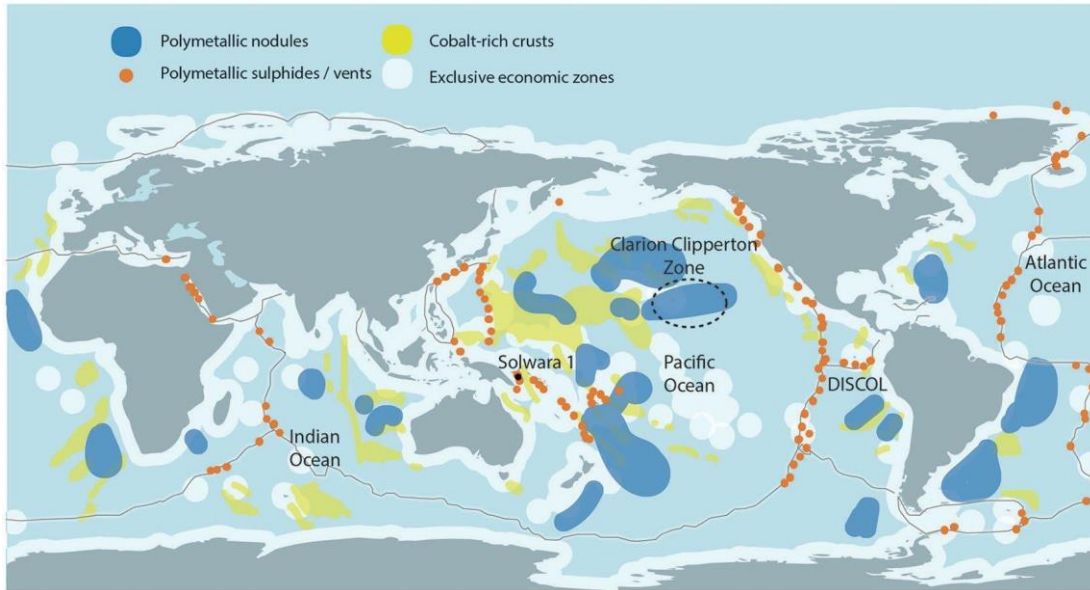 Polymetallic nodules
Cobalt-rich crusts
Polymetallic sulphides / vents
Exclusive economic zones
Clarion Clipperton
Zone
Atlantic
Ocean
Solwara 1
Pacific
Ocean
DISCOL
Indian
Ocean